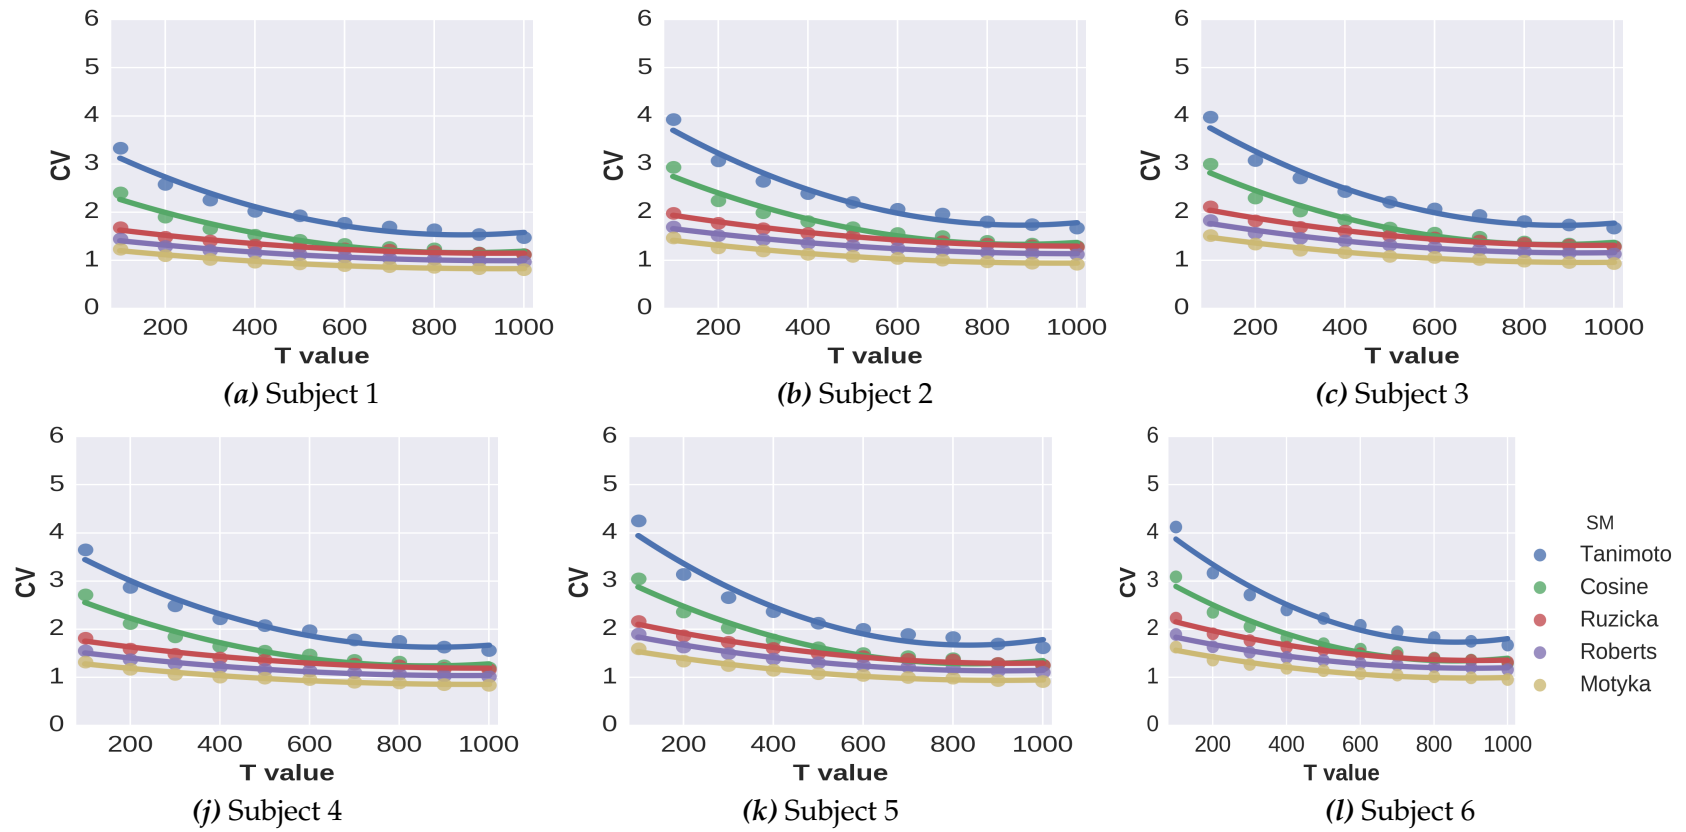 6
5
4
3
2
1
0
CV
200 400 600 800 1000
T value
(a) Subject 1
6
5
4
3
2
1
0
CV
200 400 600 800 1000
T value
(b) Subject 2
6
5
4
3
2
1
0
CV
200 400 600 800 1000
T value
(c) Subject 3
6
5
4
3
2
1
0
CV
200 400 600 800 1000
T value
(j) Subject 4
6
5
4
3
2
1
0
CV
200 400 600 800 1000
T value
(k) Subject 5
6
5
4
3
2
1
0
CV
200 400 600 800 1000
T value
(l) Subject 6
SM
Tanimoto
Cosine
Ruzicka
Roberts
Motyka